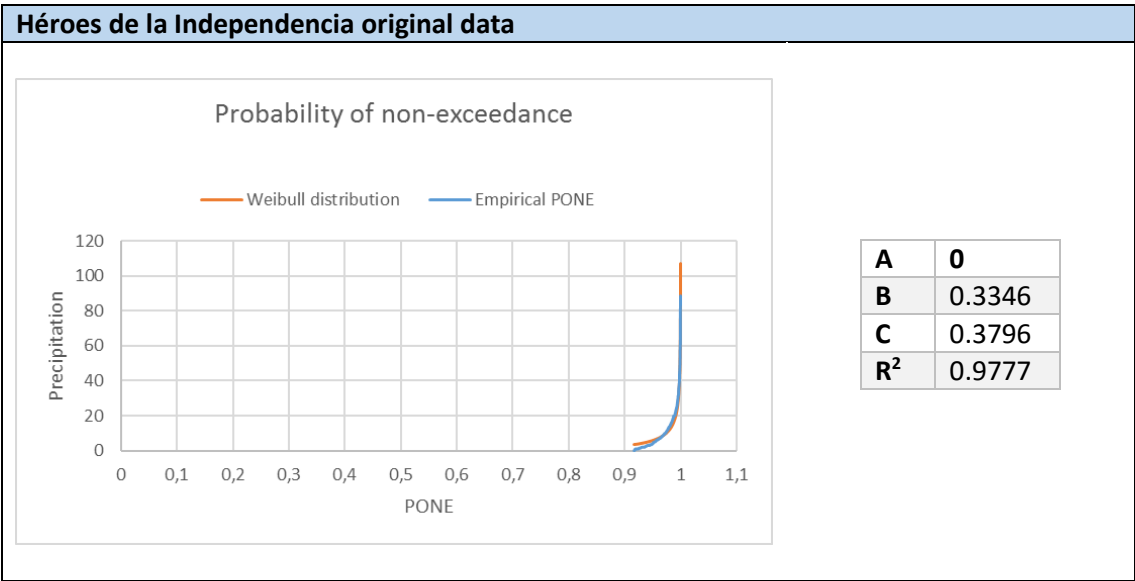 Héroes de la Independencia original data
Probability of non-exceedance
Weibull distribution Empirical PONE
Precipitation
120
100
80
60
40
20
0
0 0,1 0,2 0,3 0,4 0,5 0,6 0,7 0,8 0,9 1 1,1
PONE
A 0
B 0.3346
C 0.3796
R² 0.9777